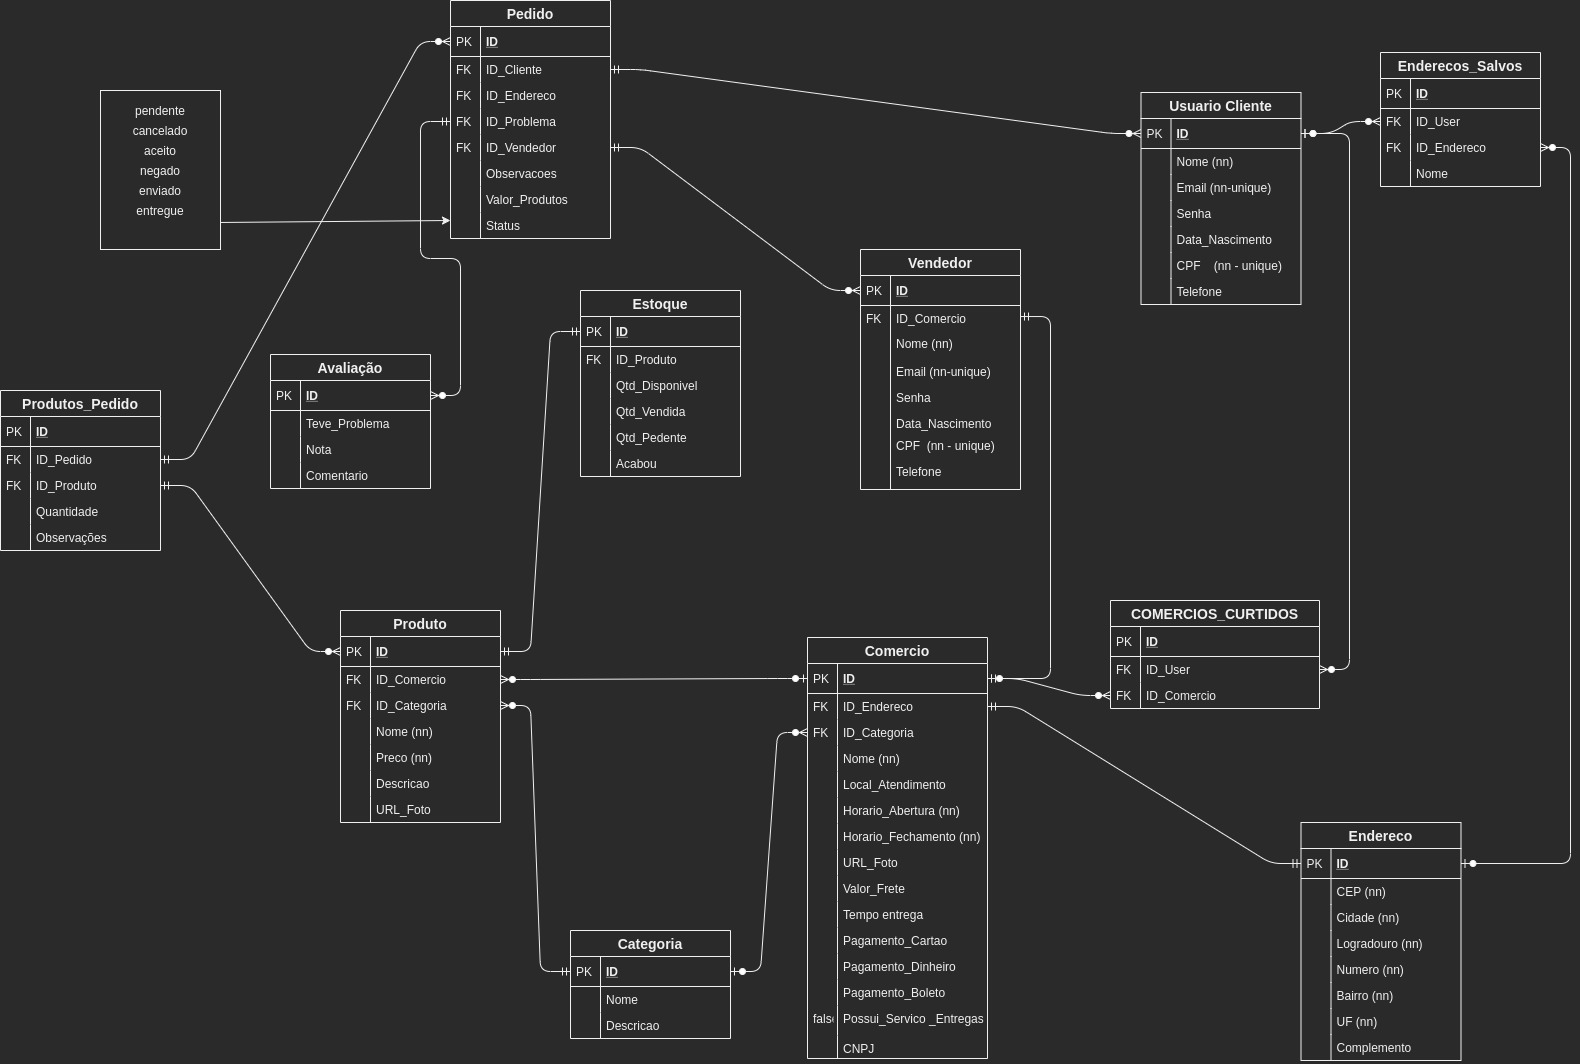 Pedido
PK ID
FK ID_Cliente
FK ID_Endereco
FK ID_Problema
FK ID_Vendedor
Observacoes
Valor_Produtos
Status
pendente
cancelado
aceito
negado
enviado
entregue
Enderecos_Salvos
PK ID
FK ID_User
FK ID_Endereco
Nome
Usuario Cliente
PK ID
Nome (nn)
Email (nn-unique)
Senha
Data_Nascimento
CPF (nn - unique)
Telefone
Vendedor
PK ID
FK ID_Comercio
Nome (nn)
Email (nn-unique)
Senha
Data_Nascimento
CPF (nn - unique)
Telefone
Estoque
PK ID
FK ID_Produto
Qtd_Disponivel
Qtd_Vendida
Qtd_Pedente
Acabou
Avaliação
PK ID
Teve_Problema
Nota
Comentario
Produtos_Pedido
PK ID
FK ID_Pedido
FK ID_Produto
Quantidade
Observações
Produto
PK ID
FK ID_Comercio
FK ID_Categoria
Nome (nn)
Preco (nn)
Descricao
URL_Foto
Comercio
PK ID
FK ID_Endereco
FK ID_Categoria
Nome (nn)
Local_Atendimento
Horario_Abertura (nn)
Horario_Fechamento (nn)
URL_Foto
Valor_Frete
Tempo entrega
Pagamento_Cartao
Pagamento_Dinheiro
Pagamento_Boleto
false Possui_Servico _Entregas
CNPJ
COMERCIOS_CURTIDOS
PK ID
FK ID_User
FK ID_Comercio
Endereco
PK ID
CEP (nn)
Cidade (nn)
Logradouro (nn)
Numero (nn)
Bairro (nn)
UF (nn)
Complemento
Categoria
PK ID
Nome
Descricao